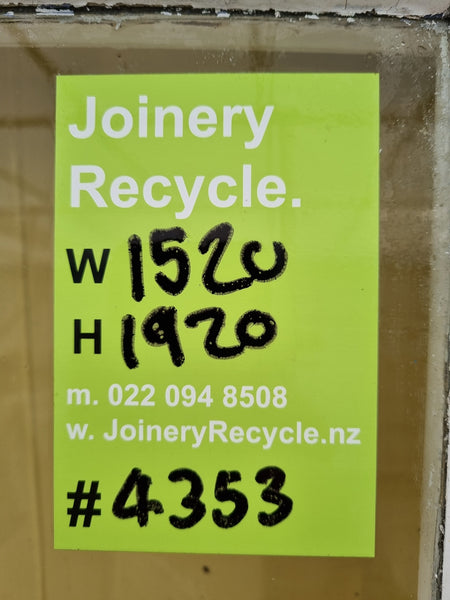 Joinery
Recycle.
W 1520
H 1920
m. 022 094 8508
w. JoineryRecycle.nz
#4353